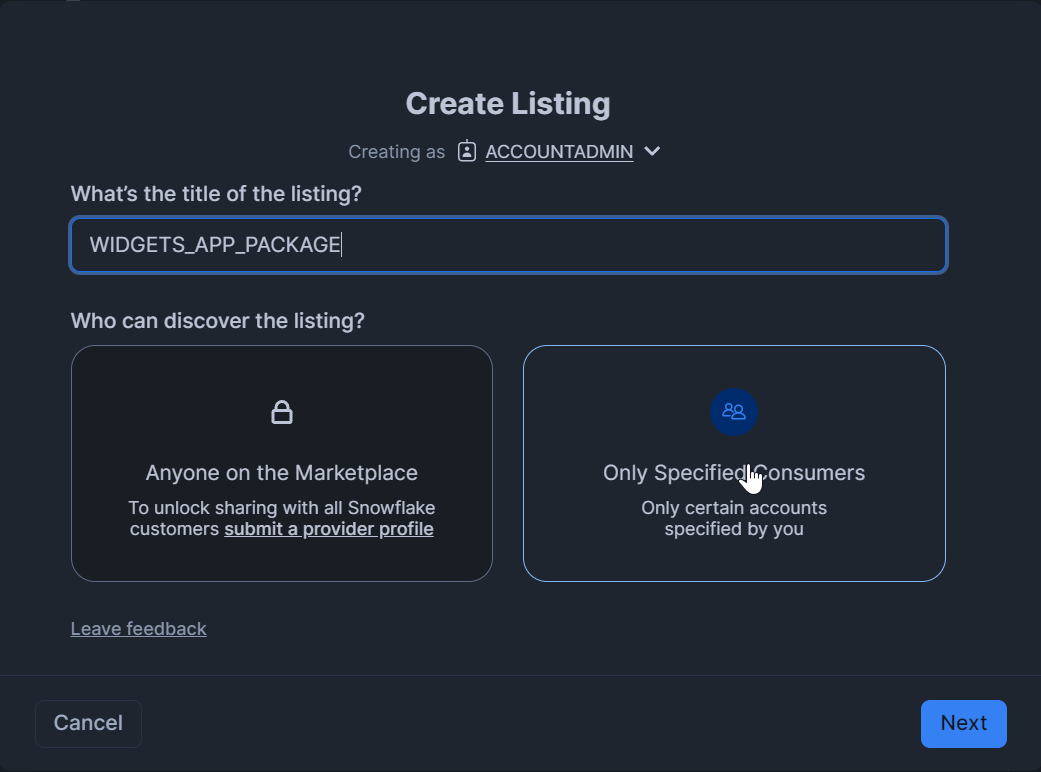 Create Listing
Creating as ACCOUNTADMIN
What's the title of the listing?
WIDGETS_APP_PACKAGE
Who can discover the listing?
Anyone on the Marketplace
To unlock sharing with all Snowflake
customers submit a provider profile
Only Specified Consumers
Only certain accounts
specified by you
Leave feedback
Cancel
Next